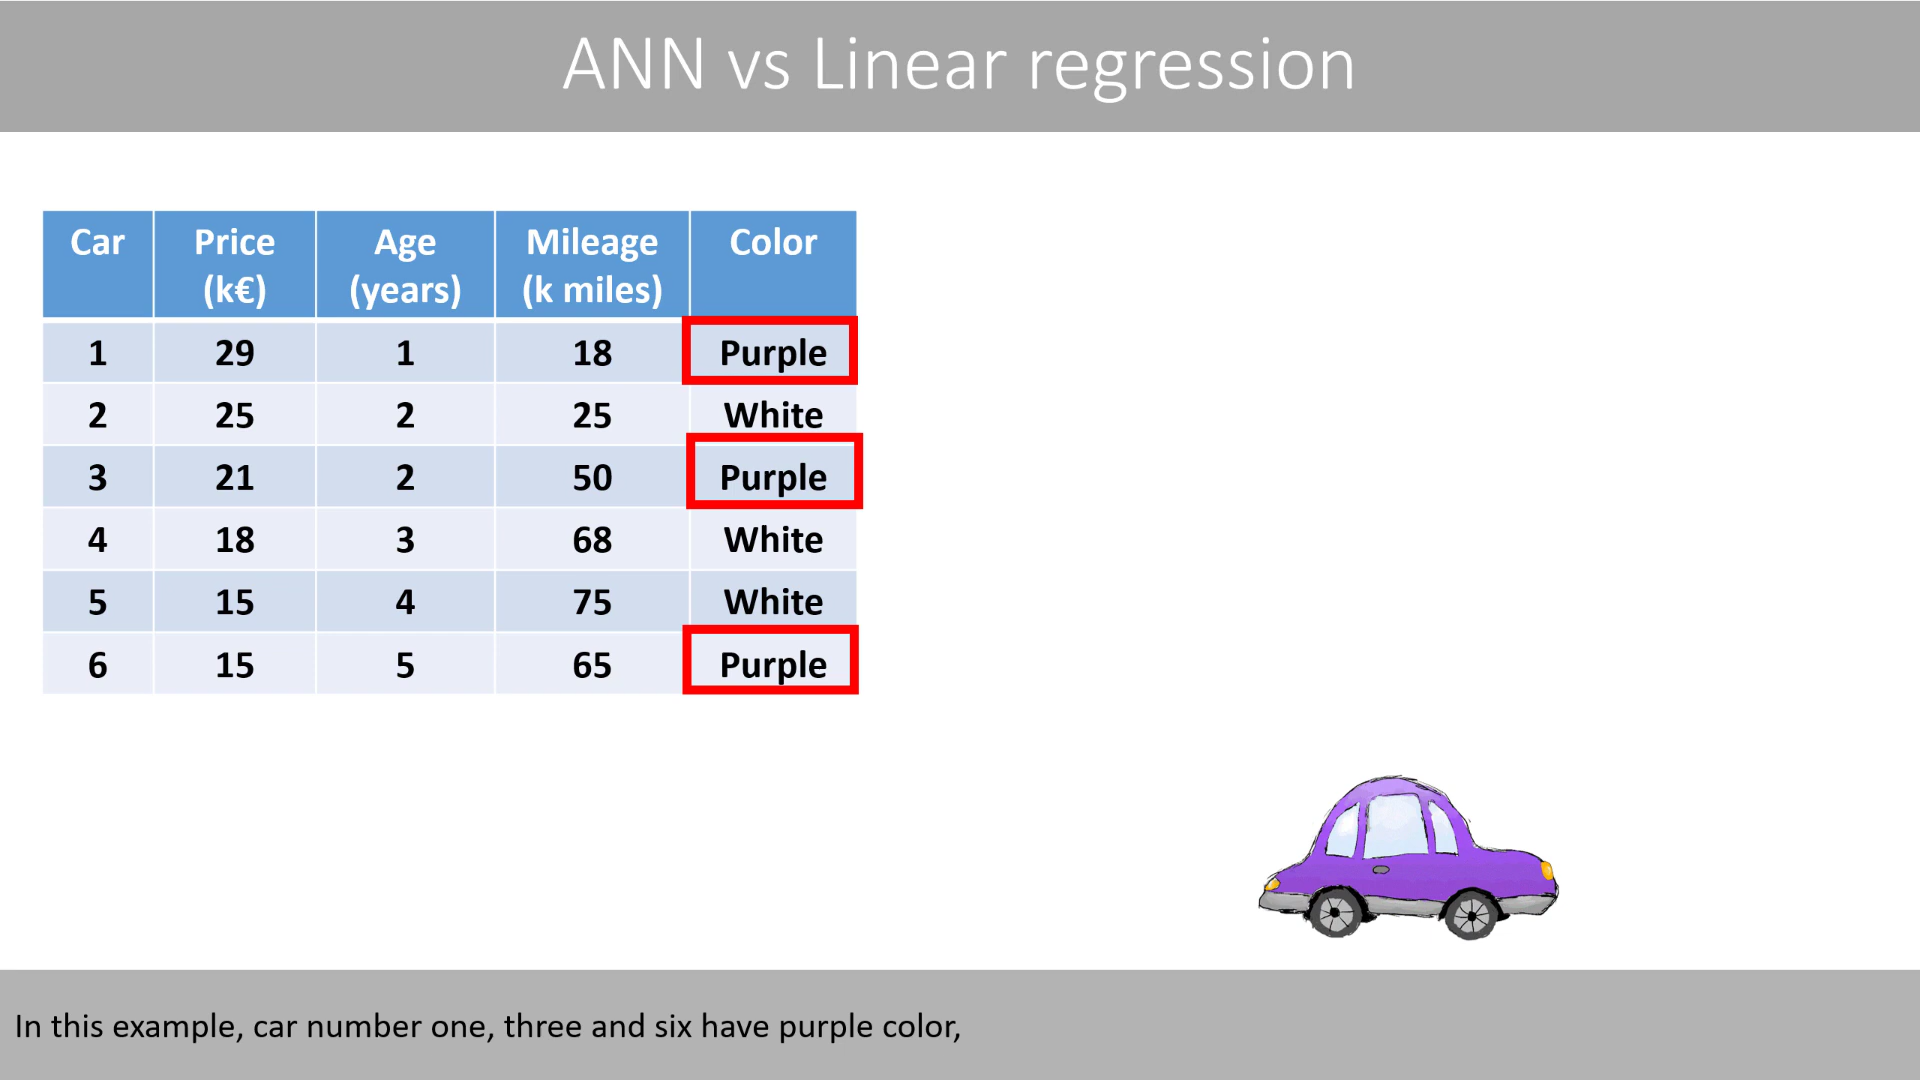 ANN vs Linear regression
Car Price (k€) Age (years) Mileage (k miles) Color
1 29 1 18 Purple
2 25 2 25 White
3 21 2 50 Purple
4 18 3 68 White
5 15 4 75 White
6 15 5 65 Purple
In this example, car number one, three and six have purple color,